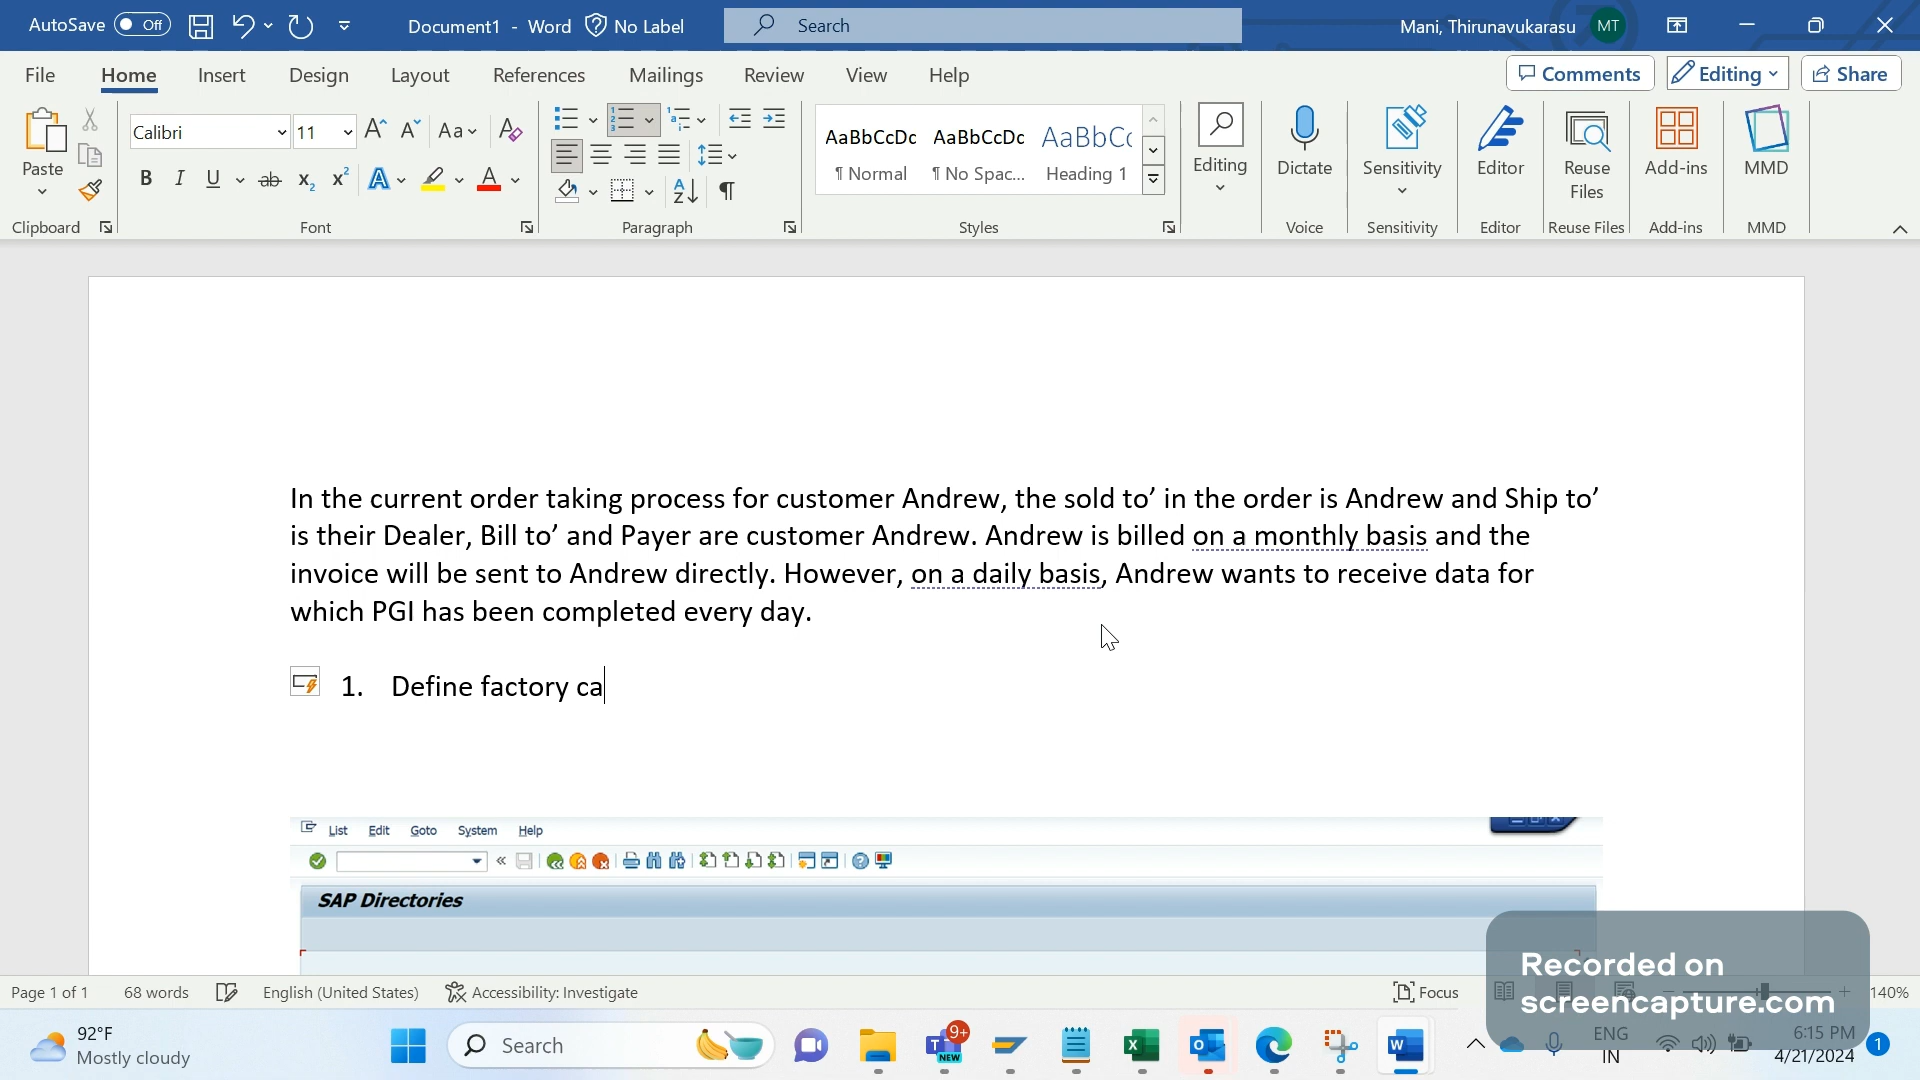 AutoSave Off Document1 - Word No Label Search Mani, Thirunavukarasu MT
File Home Insert Design Layout References Mailings Review View Help Comments Editing Share
Paste Calibri 11 Aa AaBbCcDc AaBbCcDc AaBbCc Editing Dictate Sensitivity Editor Reuse Files Add-ins MMD
B I U ab x₂ x² A A ¶ Normal ¶ No Spac... Heading 1
Clipboard Font Paragraph Styles Voice Sensitivity Editor Reuse Files Add-ins MMD
In the current order taking process for customer Andrew, the sold to’ in the order is Andrew and Ship to’
is their Dealer, Bill to’ and Payer are customer Andrew. Andrew is billed on a monthly basis and the
invoice will be sent to Andrew directly. However, on a daily basis, Andrew wants to receive data for
which PGI has been completed every day.
1. Define factory ca
List Edit Goto System Help
SAP Directories
Recorded on
screencapture.com
Page 1 of 1 68 words English (United States) Accessibility: Investigate Focus 140%
92°F
Mostly cloudy
Search
9+
NEW
ENG
IN
6:15 PM
4/21/2024
1